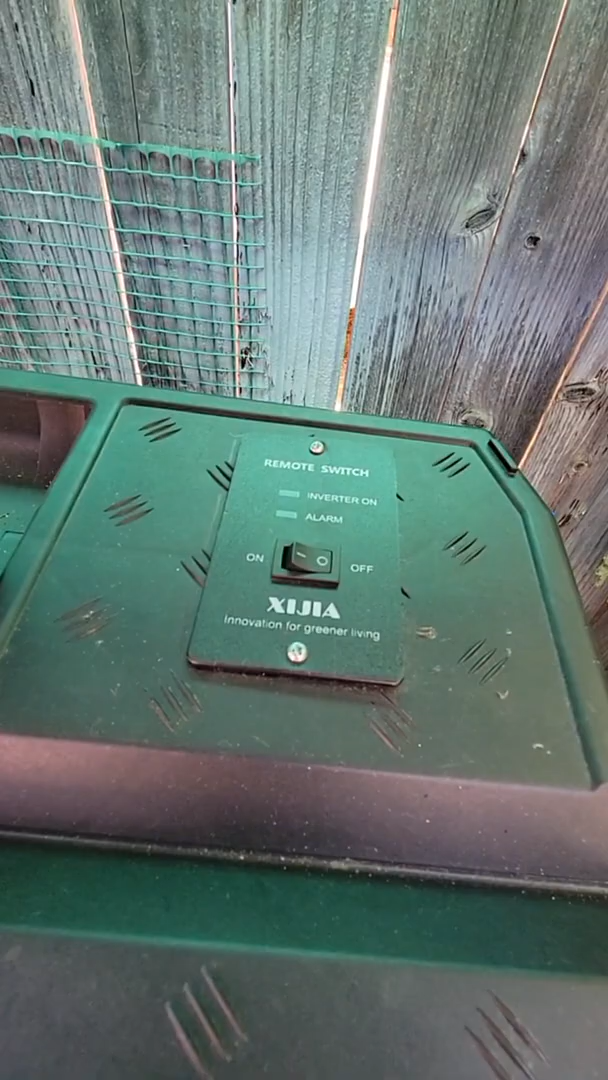 REMOTE SWITCH
INVERTER ON
ALARM
ON
OFF
XIJIA
Innovation for greener living